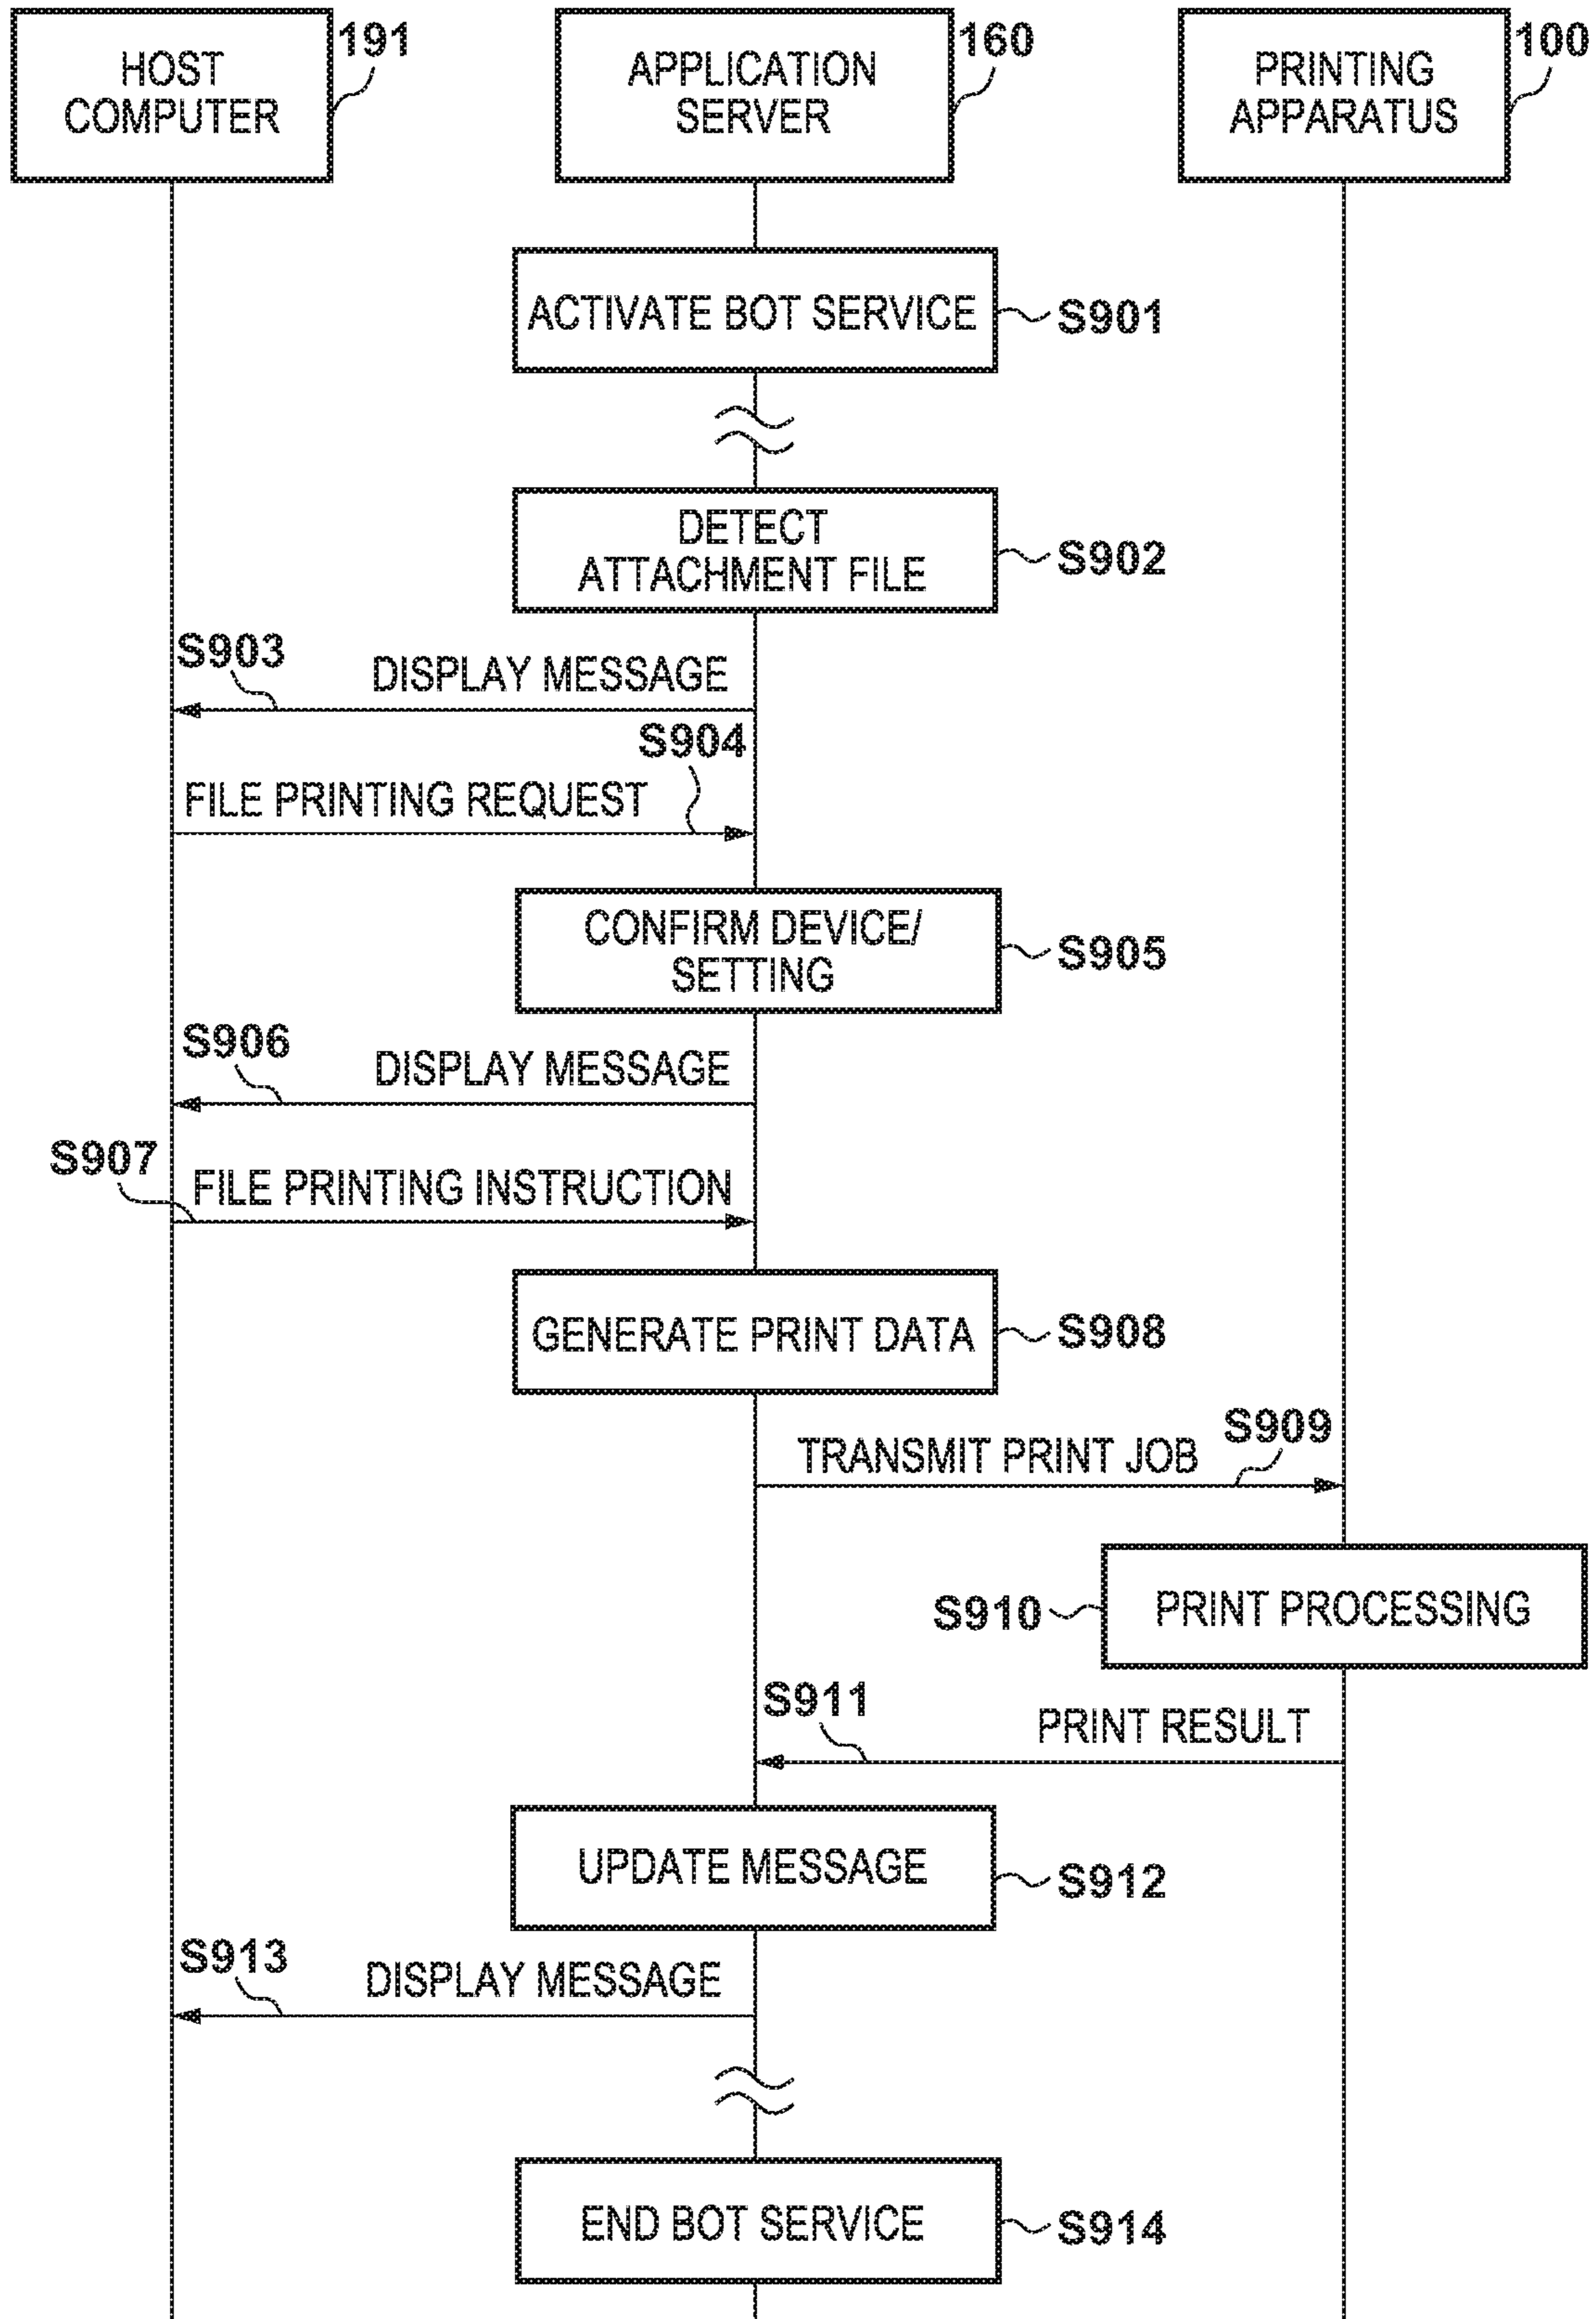 HOST
COMPUTER
191
APPLICATION
SERVER
160
PRINTING
APPARATUS
100
ACTIVATE BOT SERVICE
S901
DETECT
ATTACHMENT FILE
S902
S903
DISPLAY MESSAGE
S904
FILE PRINTING REQUEST
CONFIRM DEVICE/
SETTING
S905
S906
DISPLAY MESSAGE
S907
FILE PRINTING INSTRUCTION
GENERATE PRINT DATA
S908
S909
TRANSMIT PRINT JOB
S910
PRINT PROCESSING
S911
PRINT RESULT
UPDATE MESSAGE
S912
S913
DISPLAY MESSAGE
END BOT SERVICE
S914